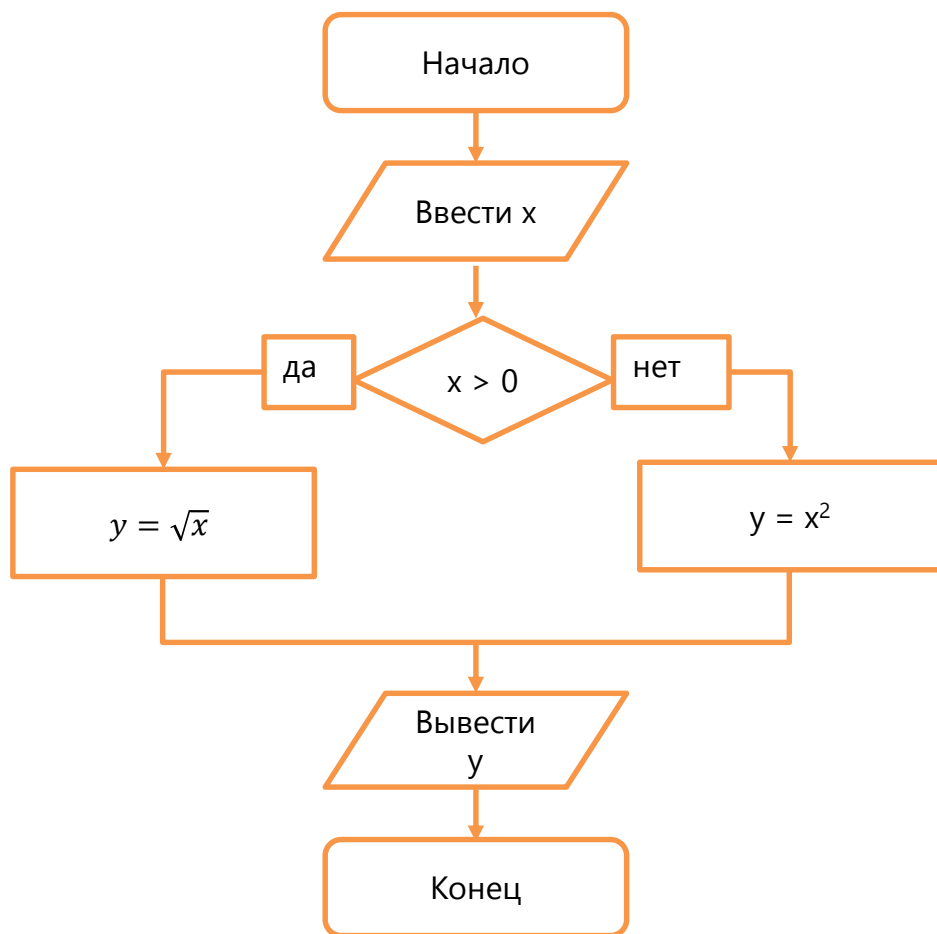 Начало
Ввести x
да
x > 0
нет
y = √x
y = x²
Вывести
y
Конец